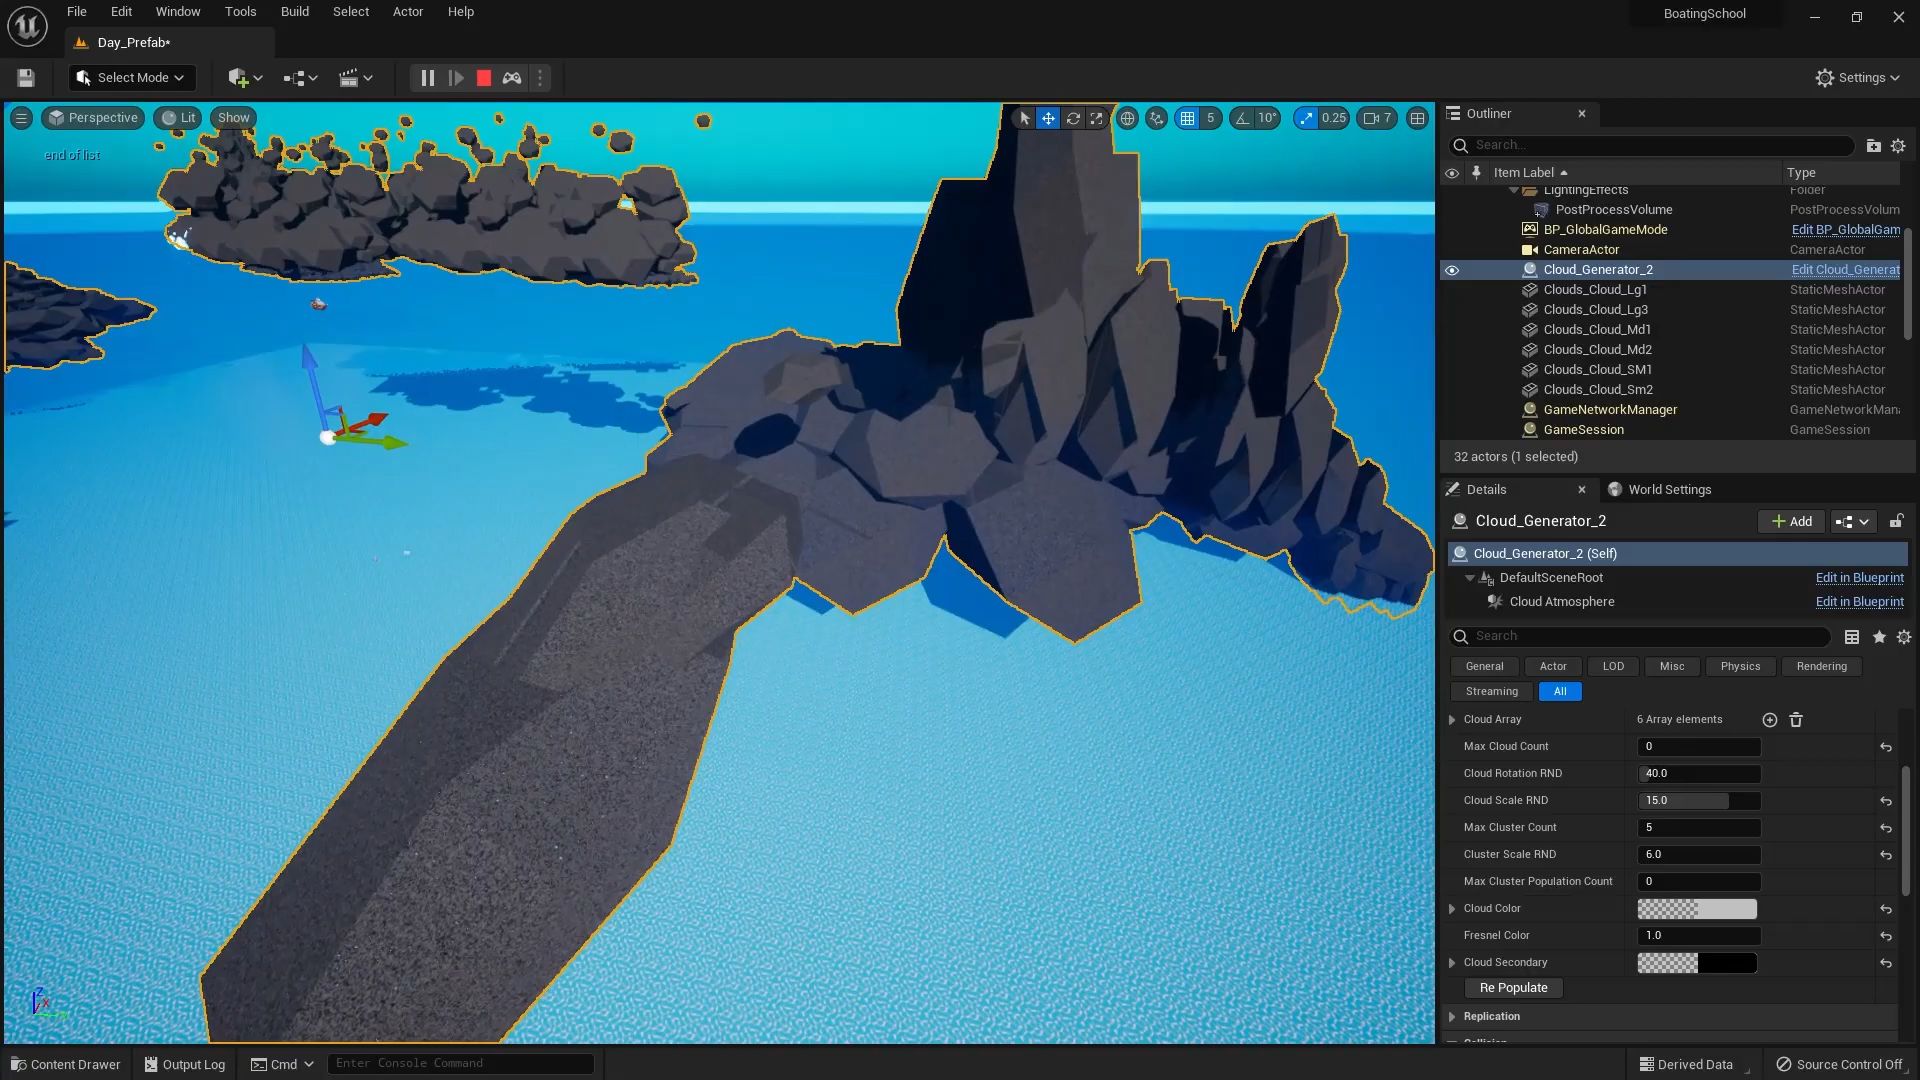 File Edit Window Tools Build Select Actor Help
BoatingSchool
Day_Prefab*
Select Mode
Settings
Perspective Lit Show
5 10° 0.25 7
end of list
Outliner
Search...
Item Label Type
LightingEffects Folder
PostProcessVolume PostProcessVolum
BP_GlobalGameMode Edit BP_GlobalGam
CameraActor CameraActor
Cloud_Generator_2 Edit Cloud_Generat
Clouds_Cloud_Lg1 StaticMeshActor
Clouds_Cloud_Lg3 StaticMeshActor
Clouds_Cloud_Md1 StaticMeshActor
Clouds_Cloud_Md2 StaticMeshActor
Clouds_Cloud_SM1 StaticMeshActor
Clouds_Cloud_Sm2 StaticMeshActor
GameNetworkManager GameNetworkMan
GameSession GameSession
32 actors (1 selected)
Details World Settings
Cloud_Generator_2 Add
Cloud_Generator_2 (Self)
DefaultSceneRoot Edit in Blueprint
Cloud Atmosphere Edit in Blueprint
Search
General Actor LOD Misc Physics Rendering
Streaming All
Cloud Array 6 Array elements
Max Cloud Count 0
Cloud Rotation RND 40.0
Cloud Scale RND 15.0
Max Cluster Count 5
Cluster Scale RND 6.0
Max Cluster Population Count 0
Cloud Color
Fresnel Color 1.0
Cloud Secondary
Re Populate
Replication
Z X
Content Drawer Output Log Cmd Enter Console Command
Derived Data Source Control Off